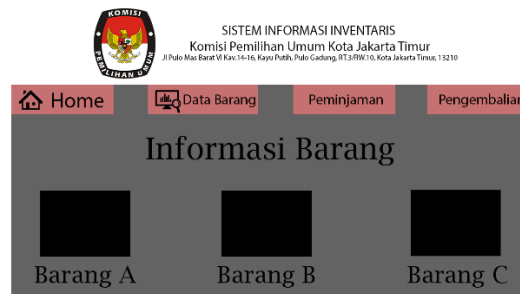 KOMISI
PEMILIHAN UMUM
SISTEM INFORMASI INVENTARIS
Komisi Pemilihan Umum Kota Jakarta Timur
Jl Pulo Mas Barat VI Kav.14-16, Kayu Putih, Pulo Gadung, RT.3/RW.10, Kota Jakarta Timur, 13210
Home
Data Barang
Peminjaman
Pengembalian
Informasi Barang
Barang A
Barang B
Barang C